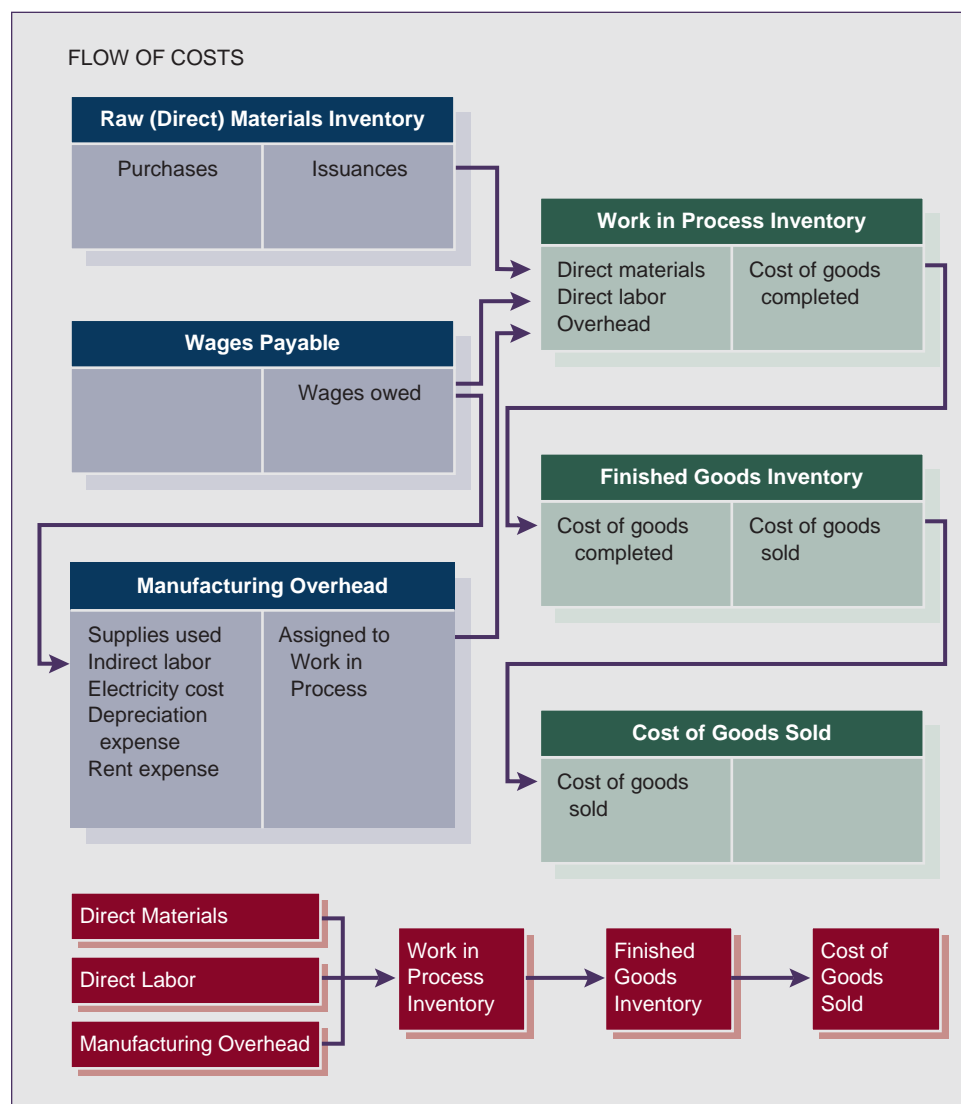 FLOW OF COSTS
Raw (Direct) Materials Inventory
Purchases
Issuances
Wages Payable
Wages owed
Manufacturing Overhead
Supplies used
Indirect labor
Electricity cost
Depreciation
expense
Rent expense
Assigned to
Work in
Process
Work in Process Inventory
Direct materials
Direct labor
Overhead
Cost of goods
completed
Finished Goods Inventory
Cost of goods
completed
Cost of goods
sold
Cost of Goods Sold
Cost of goods
sold
Direct Materials
Direct Labor
Manufacturing Overhead
Work in
Process
Inventory
Finished
Goods
Inventory
Cost of
Goods
Sold